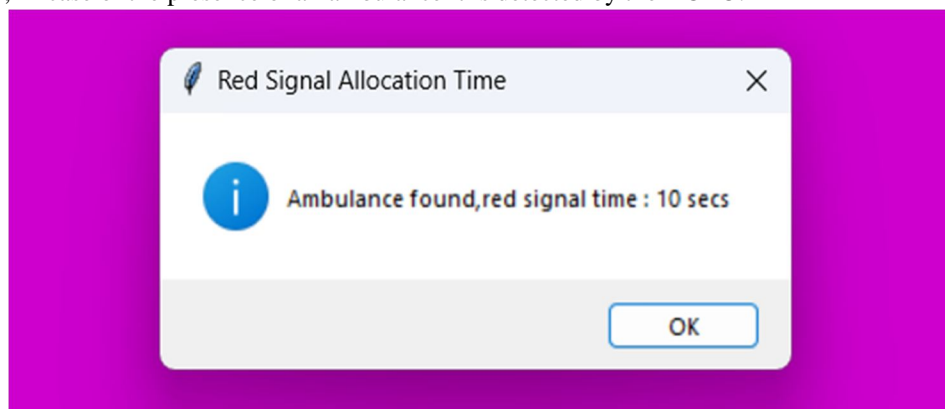 Red Signal Allocation Time
Ambulance found,red signal time : 10 secs
OK